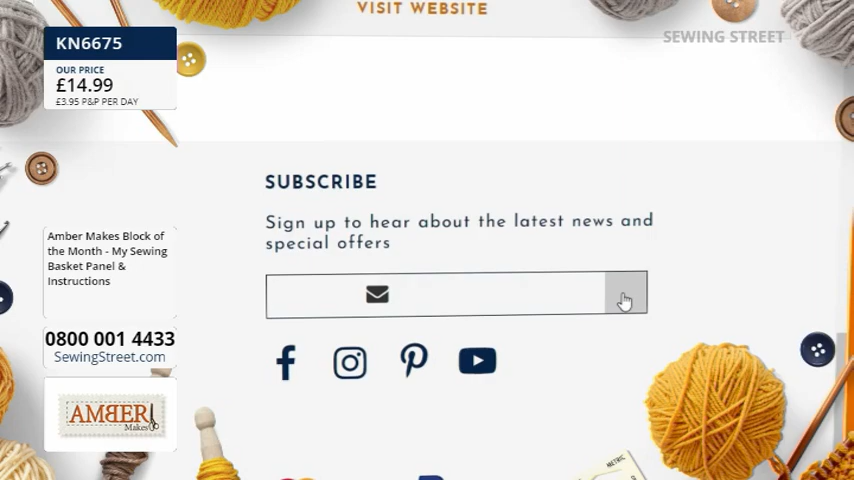 VISIT WEBSITE
SEWING STREET
KN6675
OUR PRICE
£14.99
£3.95 P&P PER DAY
SUBSCRIBE
Sign up to hear about the latest news and
special offers
Amber Makes Block of
the Month - My Sewing
Basket Panel &
Instructions
0800 001 4433
SewingStreet.com
AMBER
Makes
METRIC